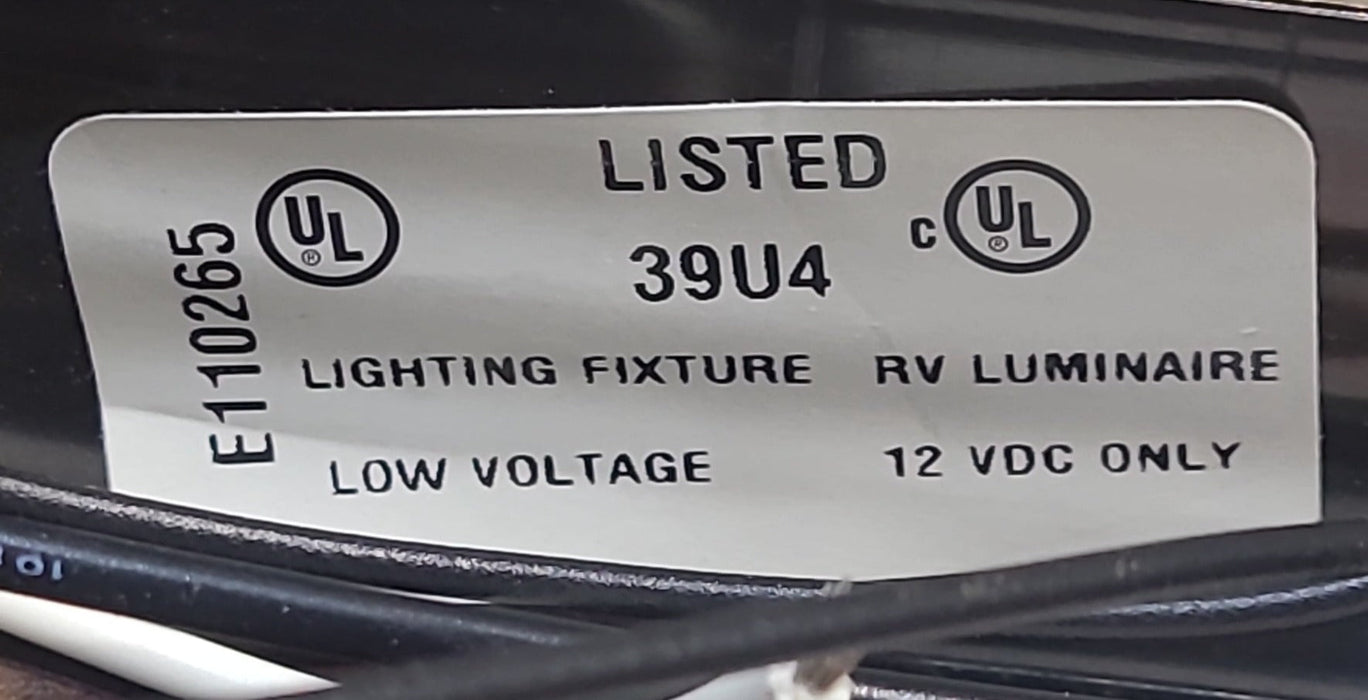 LISTED
UL®
c UL®
39U4
E110265
LIGHTING FIXTURE RV LUMINAIRE
LOW VOLTAGE 12 VDC ONLY